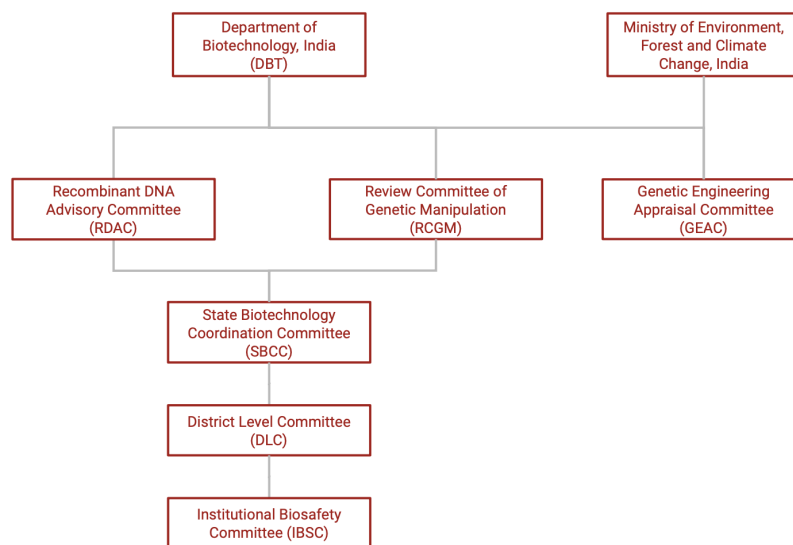 Department of
Biotechnology, India
(DBT)
Ministry of Environment,
Forest and Climate
Change, India
Recombinant DNA
Advisory Committee
(RDAC)
Review Committee of
Genetic Manipulation
(RCGM)
Genetic Engineering
Appraisal Committee
(GEAC)
State Biotechnology
Coordination Committee
(SBCC)
District Level Committee
(DLC)
Institutional Biosafety
Committee (IBSC)